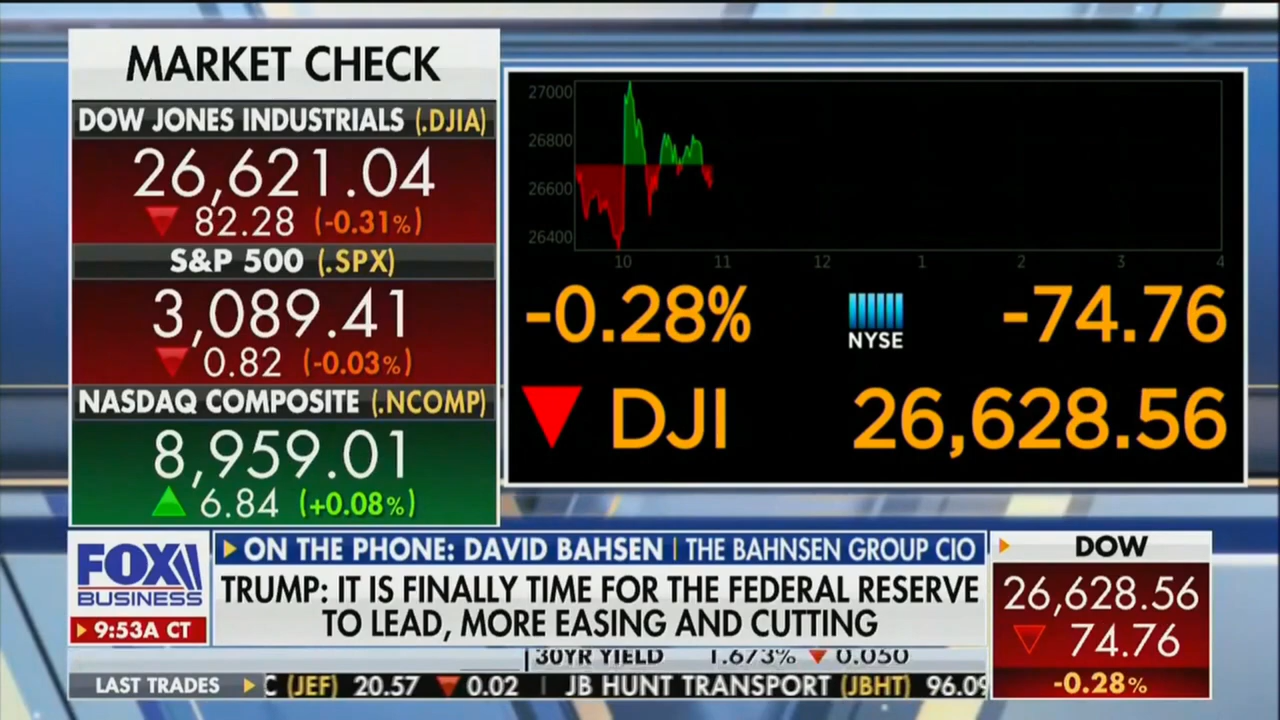 MARKET CHECK
DOW JONES INDUSTRIALS (.DJIA)
26,621.04
82.28 (-0.31%)
S&P 500 (.SPX)
3,089.41
0.82 (-0.03%)
NASDAQ COMPOSITE (.NCOMP)
8,959.01
6.84 (+0.08%)
27000
26800
26600
26400
10 11 12 1 2 3 4
-0.28% NYSE -74.76
DJI 26,628.56
FOX BUSINESS
9:53A CT
ON THE PHONE: DAVID BAHSEN | THE BAHNSEN GROUP CIO
TRUMP: IT IS FINALLY TIME FOR THE FEDERAL RESERVE
TO LEAD, MORE EASING AND CUTTING
DOW
26,628.56
74.76
-0.28%
30YR YIELD 1.673% 0.050
LAST TRADES C (JEF) 20.57 0.02 | JB HUNT TRANSPORT (JBHT) 96.09